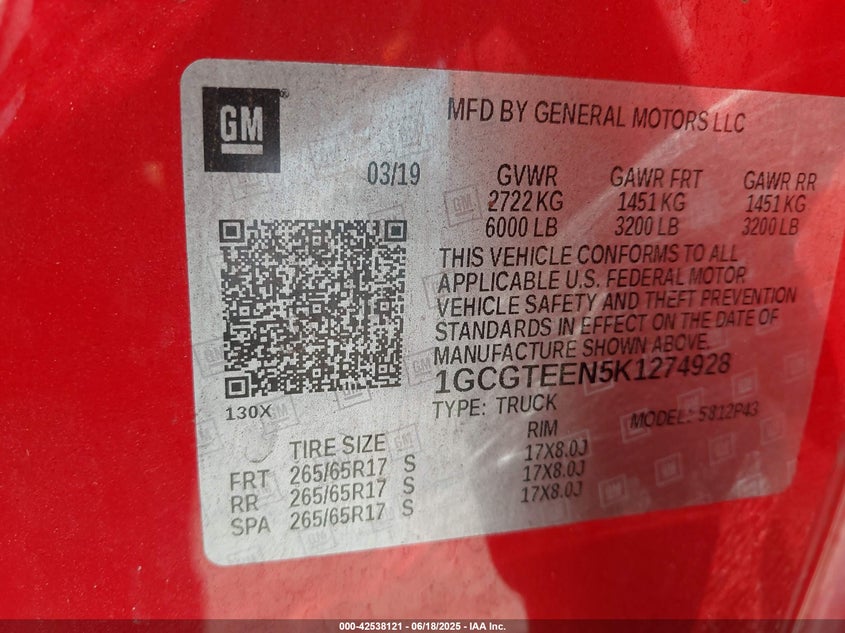 GM
®
MFD BY GENERAL MOTORS LLC
03/19
GVWR GAWR FRT GAWR RR
2722 KG 1451 KG 1451 KG
6000 LB 3200 LB 3200 LB
THIS VEHICLE CONFORMS TO ALL
APPLICABLE U.S. FEDERAL MOTOR
VEHICLE SAFETY AND THEFT PREVENTION
STANDARDS IN EFFECT ON THE DATE OF
MANUFACTURE SHOWN ABOVE.
1GCGTEEN5K1274928
130X
TYPE: TRUCK MODEL: 5812P43
TIRE SIZE RIM
FRT 265/65R17 S 17X8.0J
RR 265/65R17 S 17X8.0J
SPA 265/65R17 S 17X8.0J
000-42538121 - 06/18/2025 - IAA Inc.